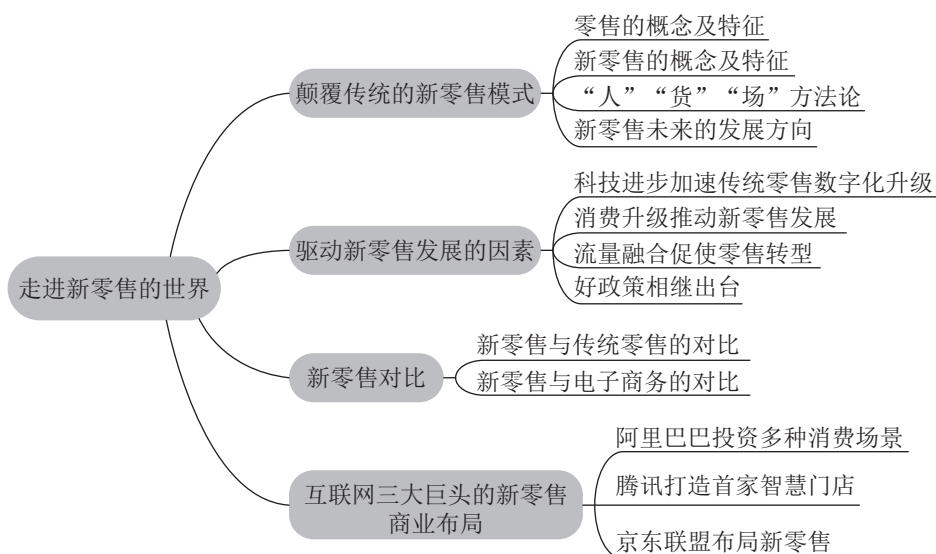 走进新零售的世界
颠覆传统的新零售模式
零售的概念及特征
新零售的概念及特征
“人”“货”“场”方法论
新零售未来的发展方向
驱动新零售发展的因素
科技进步加速传统零售数字化升级
消费升级推动新零售发展
流量融合促使零售转型
好政策相继出台
新零售对比
新零售与传统零售的对比
新零售与电子商务的对比
互联网三大巨头的新零售
商业布局
阿里巴巴投资多种消费场景
腾讯打造首家智慧门店
京东联盟布局新零售